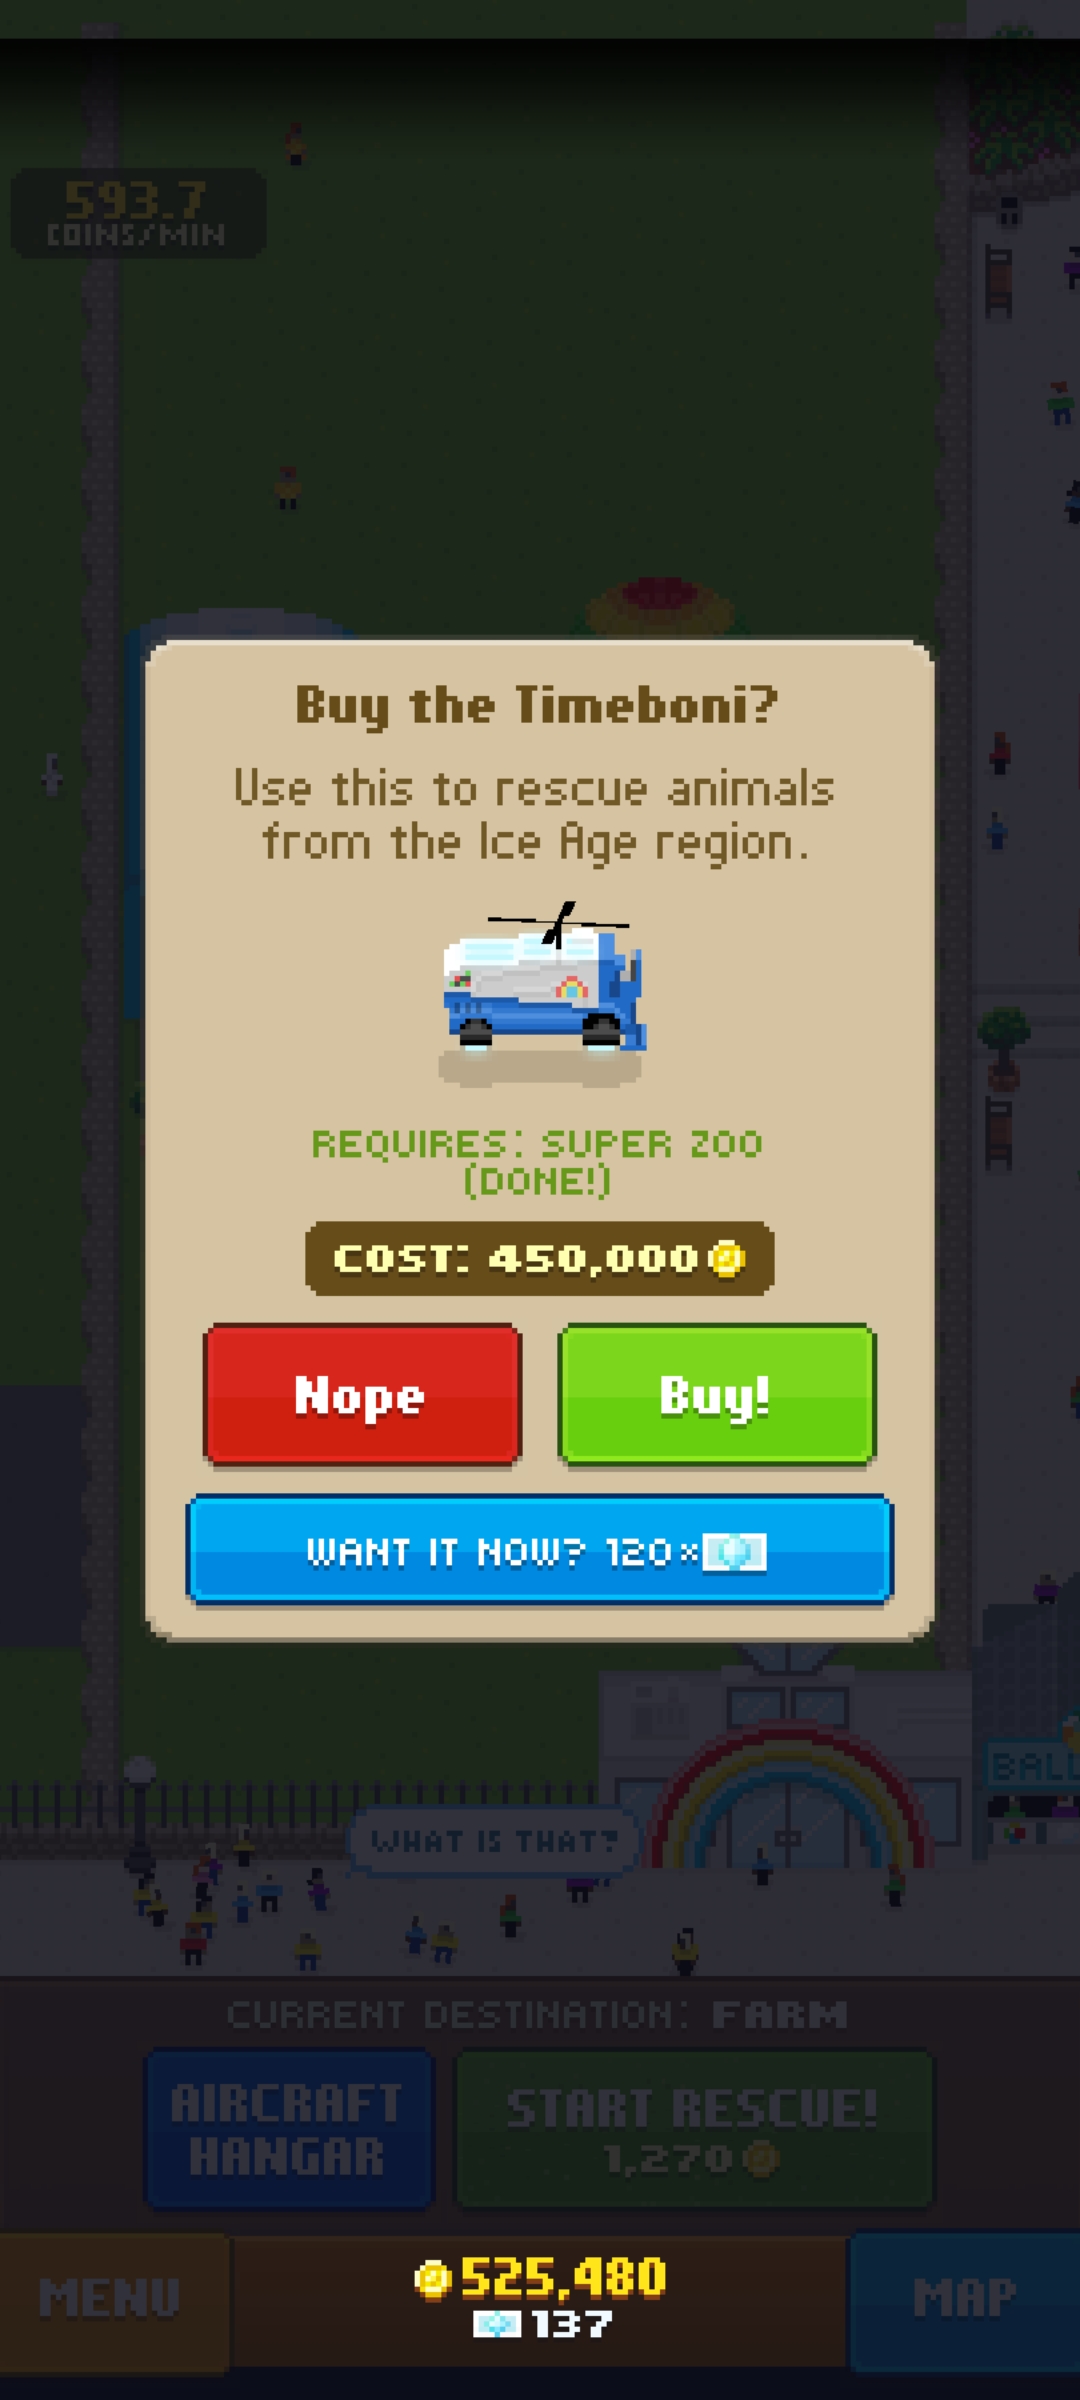 593.7
COINS/MIN
Buy the Timeboni?
Use this to rescue animals
from the Ice Age region.
REQUIRES: SUPER ZOO
(DONE!)
COST: 450,000
Nope
Buy!
WANT IT NOW? 120×
BALL
WHAT IS THAT?
CURRENT DESTINATION: FARM
AIRCRAFT
HANGAR
START RESCUE!
1,270
MENU
525,480
137
MAP